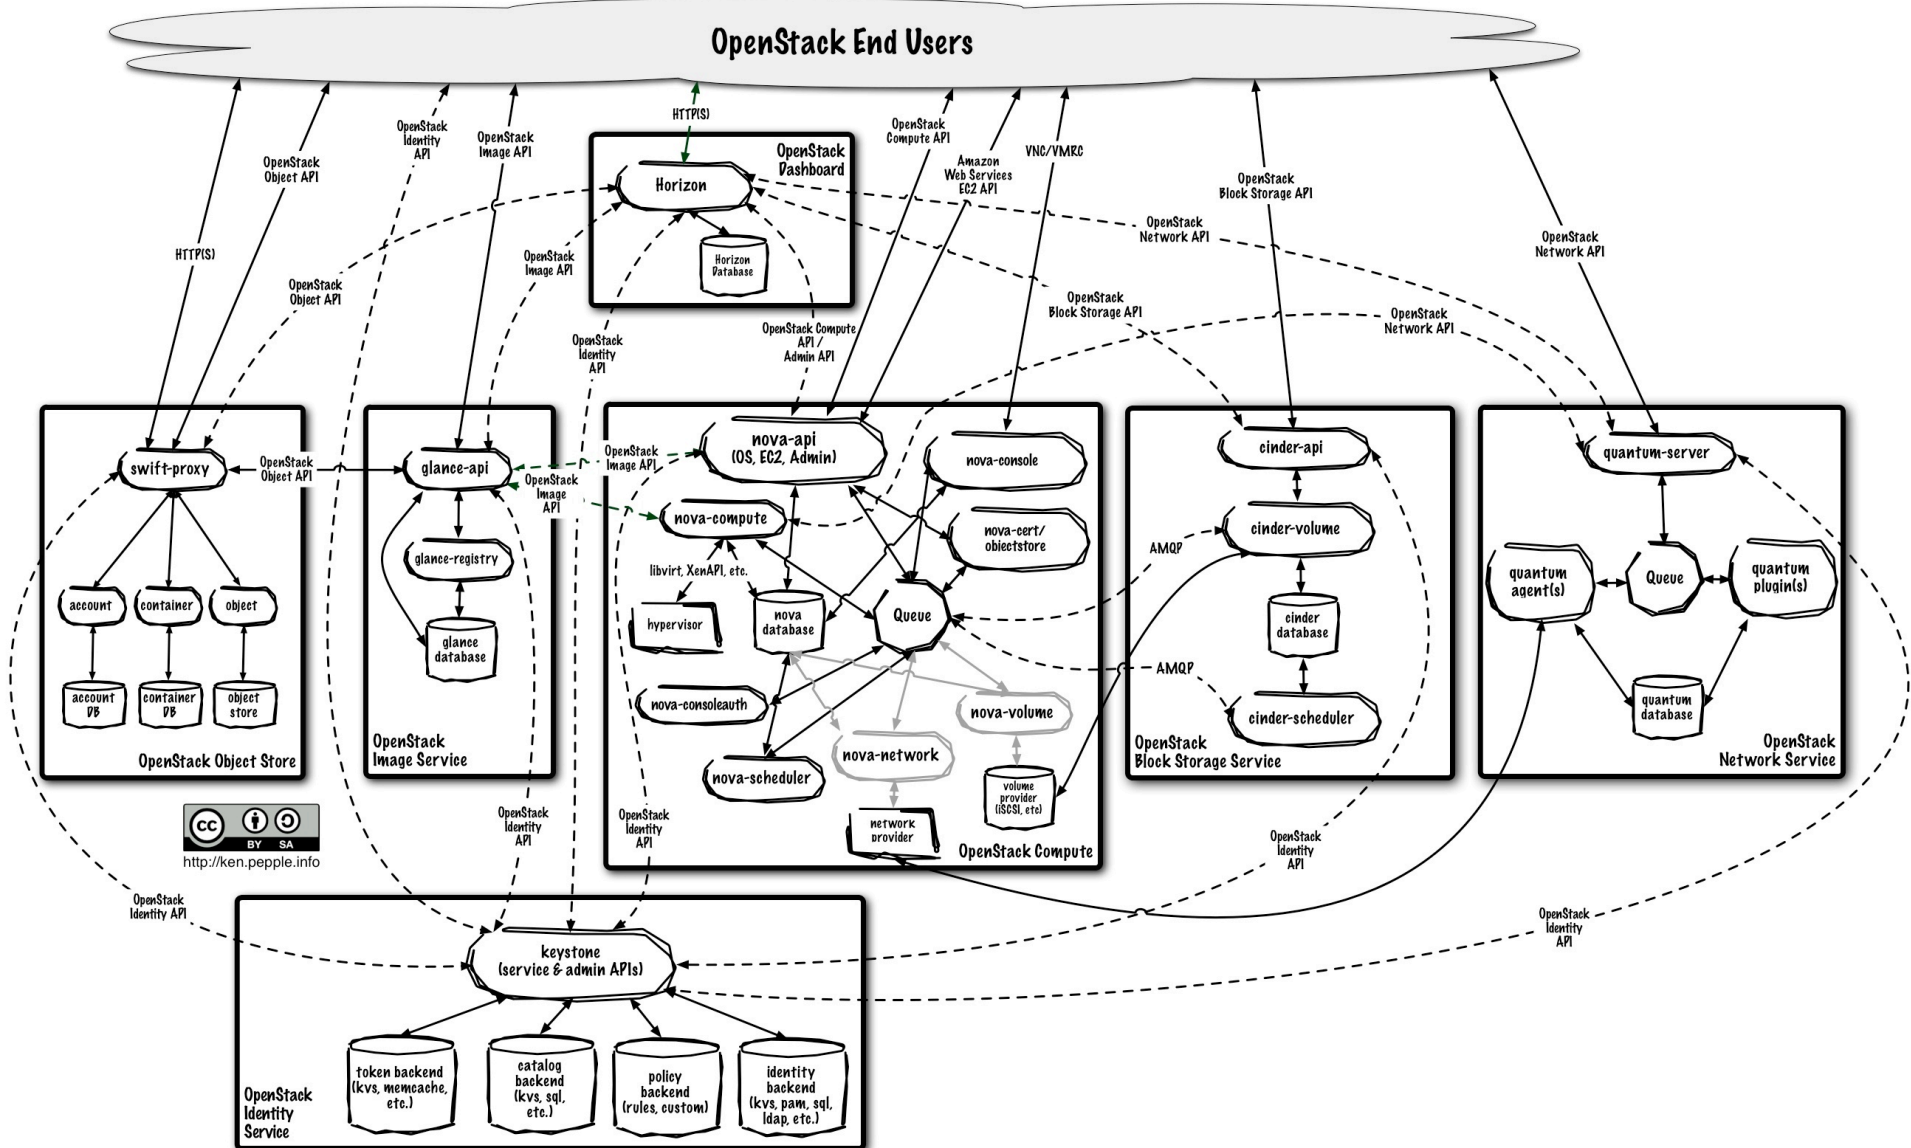 OpenStack End Users
HTTP(S)
OpenStack
Object API
OpenStack
Identity
API
OpenStack
Image API
HTTP(S)
OpenStack
Compute API
Amazon
Web Services
EC2 API
VNC/VMRC
OpenStack
Block Storage API
OpenStack
Network API
OpenStack
Network API
OpenStack
Dashboard
Horizon
Horizon
Database
OpenStack
Object API
OpenStack
Image API
OpenStack
Identity
API
OpenStack Compute
API /
Admin API
OpenStack
Block Storage API
OpenStack
Network API
swift-proxy
OpenStack
Object API
account
container
object
account
DB
container
DB
object
store
OpenStack Object Store
glance-api
glance-registry
glance
database
OpenStack
Image Service
OpenStack
Image API
OpenStack
Image
API
nova-api
(OS, EC2, Admin)
nova-console
nova-compute
nova-cert/
objectstore
libvirt, XenAPI, etc.
hypervisor
nova
database
Queue
nova-consoleauth
nova-volume
nova-network
nova-scheduler
volume
provider
(iSCSI, etc)
network
provider
OpenStack Compute
cinder-api
cinder-volume
AMQP
cinder
database
AMQP
cinder-scheduler
OpenStack
Block Storage Service
quantum-server
quantum
agent(s)
Queue
quantum
plugin(s)
quantum
database
OpenStack
Network Service
cc
BY SA
http://ken.pepple.info
OpenStack
Identity API
OpenStack
Identity
API
OpenStack
Identity
API
OpenStack
Identity
API
OpenStack
Identity
API
keystone
(service & admin APIs)
token backend
(kvs, memcache,
etc.)
catalog
backend
(kvs, sql,
etc.)
policy
backend
(rules, custom)
identity
backend
(kvs, pam, sql,
ldap, etc.)
OpenStack
Identity
Service